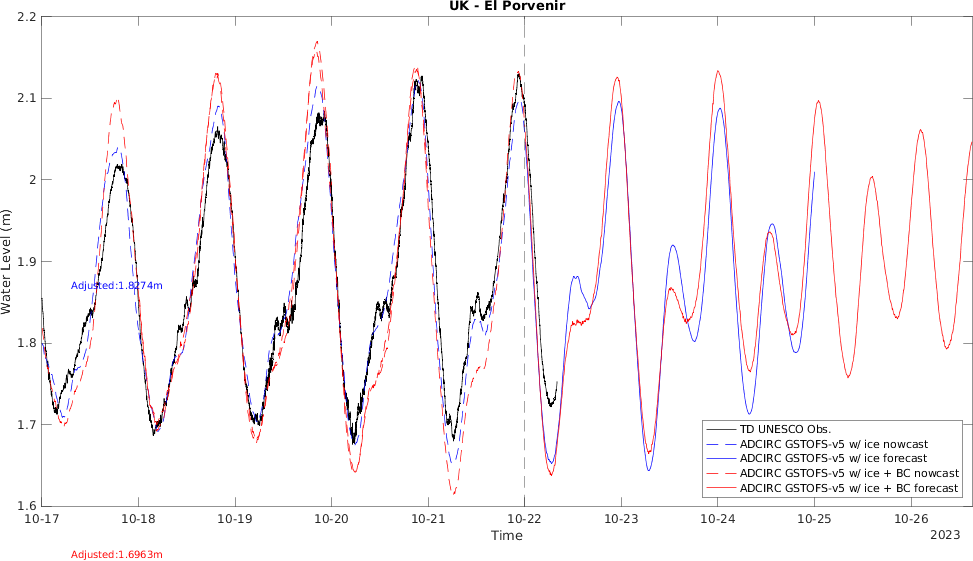 UK - El Porvenir
2.2
2.1
2
1.9
1.8
1.7
1.6
Water Level (m)
Adjusted:1.8274m
TD UNESCO Obs.
ADCIRC GSTOFS-v5 w/ ice nowcast
ADCIRC GSTOFS-v5 w/ ice forecast
ADCIRC GSTOFS-v5 w/ ice + BC nowcast
ADCIRC GSTOFS-v5 w/ ice + BC forecast
10-17 10-18 10-19 10-20 10-21 10-22 10-23 10-24 10-25 10-26
Time
2023
Adjusted:1.6963m